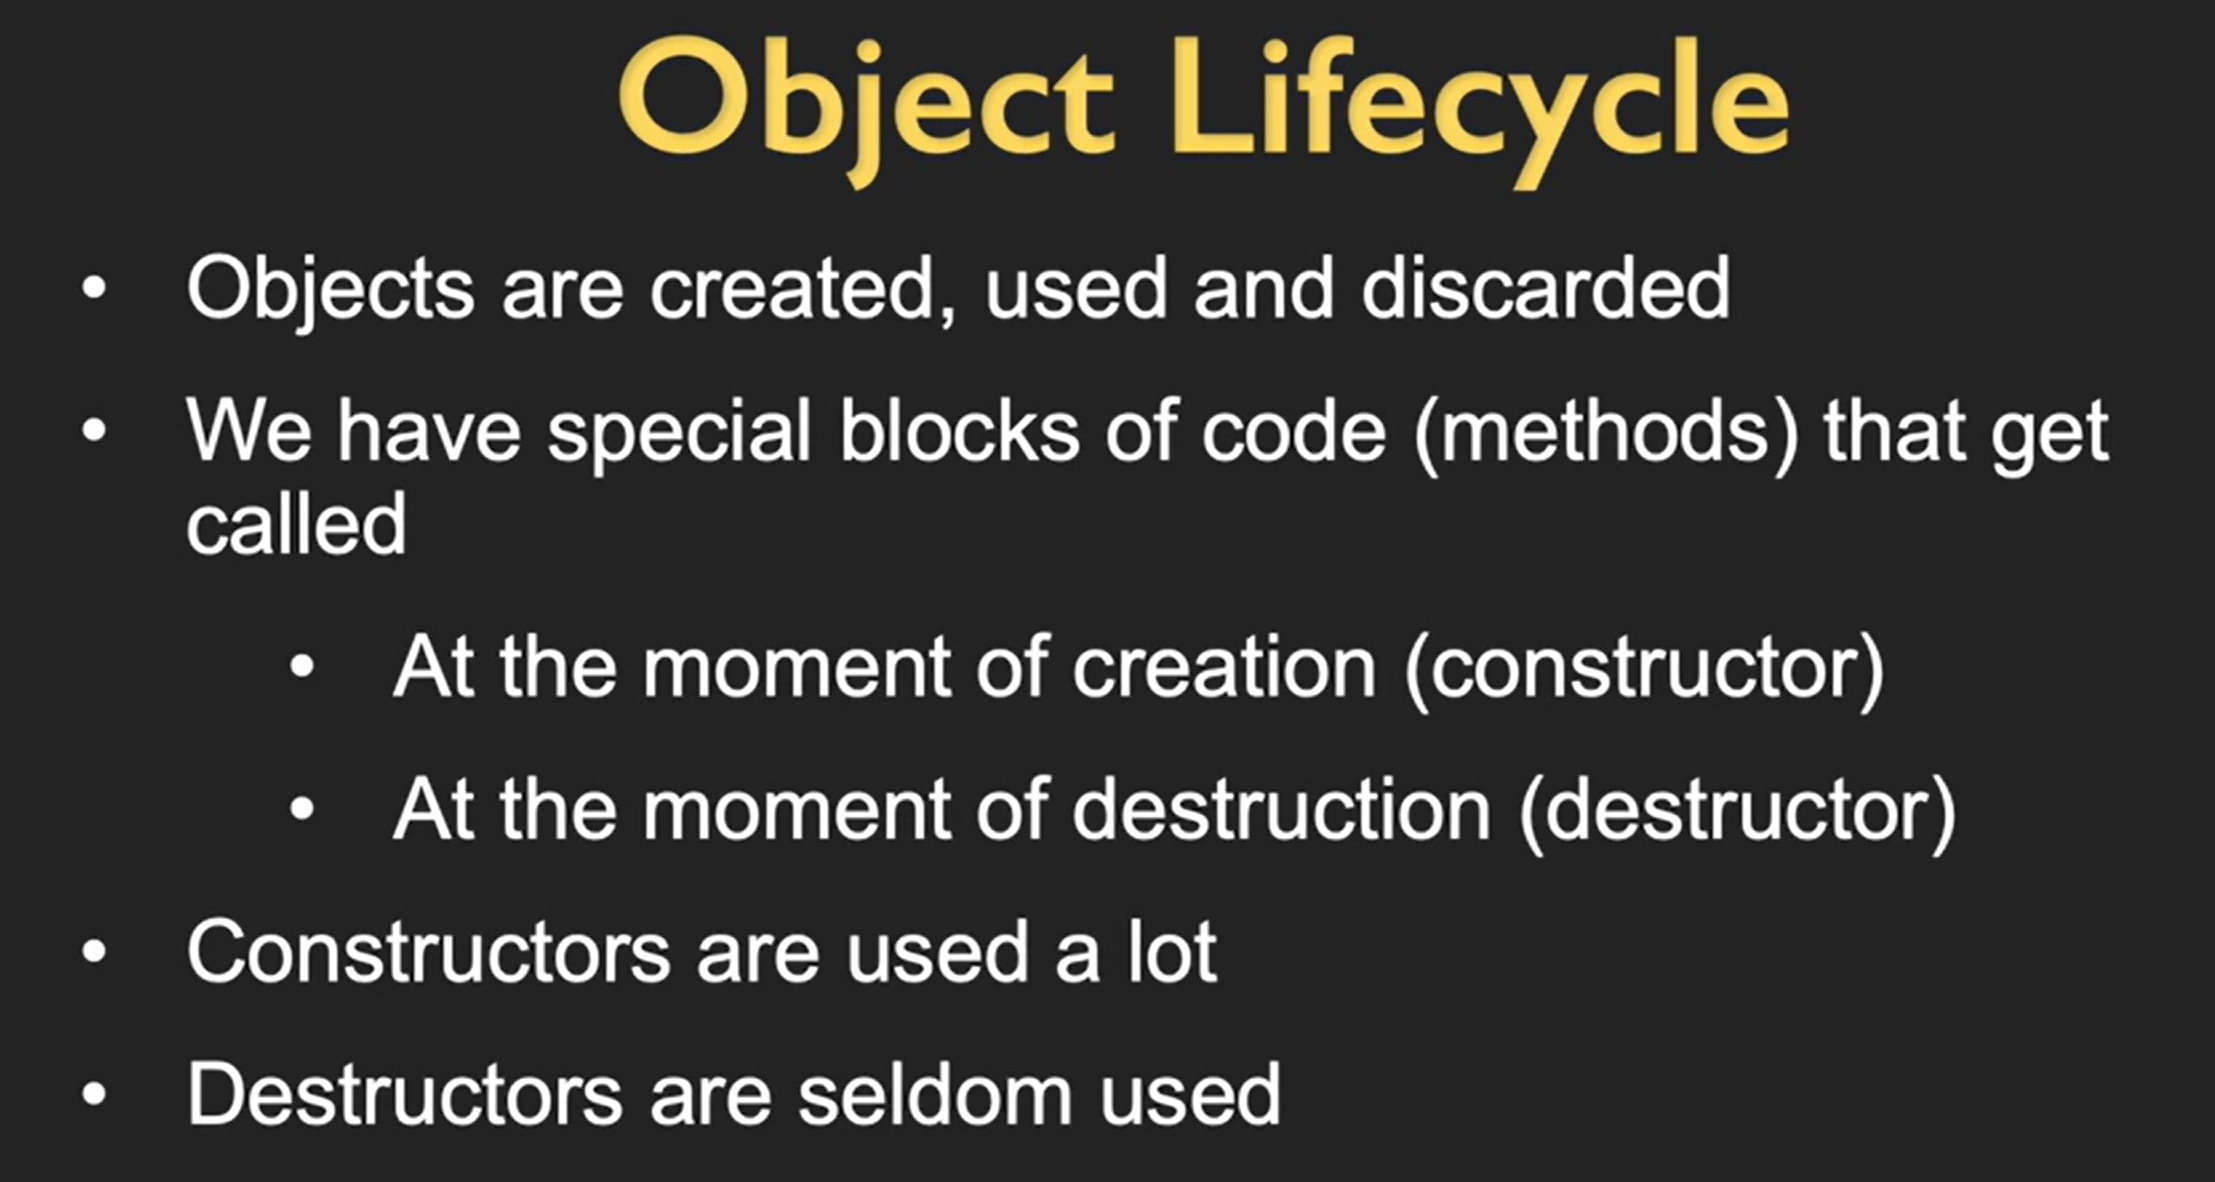 Object Lifecycle
• Objects are created, used and discarded
• We have special blocks of code (methods) that get
called
• At the moment of creation (constructor)
• At the moment of destruction (destructor)
• Constructors are used a lot
• Destructors are seldom used